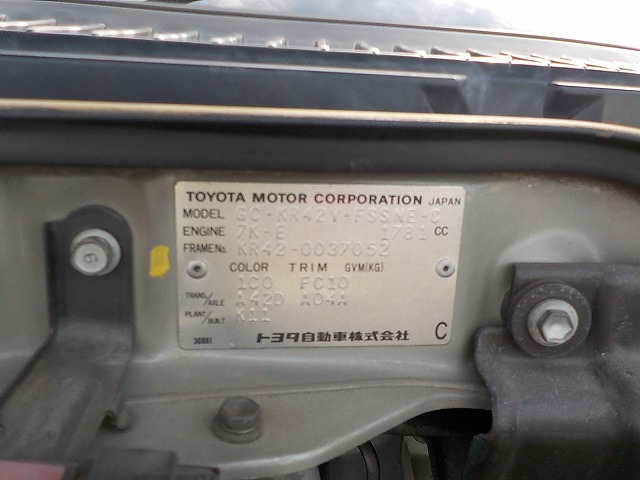 TOYOTA MOTOR CORPORATION JAPAN
MODEL GC-KR42V-FSSNE-C
ENGINE 7K-E 1781 CC
FRAME No. KR42-0037052
COLOR TRIM GVM(KG)
1C0 FC10
TRANS/AXLE A42D A04A
PLANT/BUILT K11
30881 トヨタ自動車株式会社 C